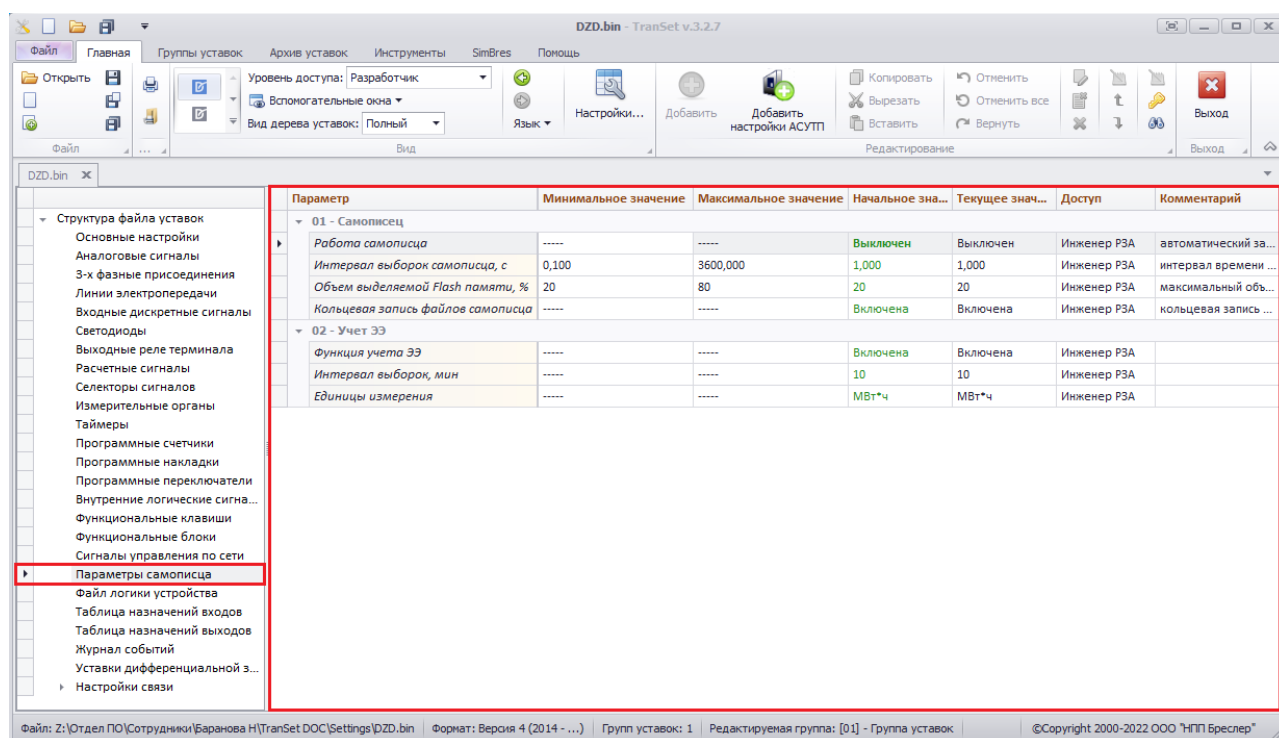 DZD.bin - TranSet v.3.2.7
Файл Главная Группы уставок Архив уставок Инструменты SimBres Помощь
Открыть Уровень доступа: Разработчик Копировать Отменить
Вспомогательные окна Вырезать Отменить все
Вид дерева уставок: Полный Язык Настройки... Добавить Добавить настройки АСУТП Вставить Вернуть Выход
Файл ... Вид Редактирование Выход
DZD.bin
Параметр Минимальное значение Максимальное значение Начальное зна... Текущее знач... Доступ Комментарий
Структура файла уставок
Основные настройки
Аналоговые сигналы
3-х фазные присоединения
Линии электропередачи
Входные дискретные сигналы
Светодиоды
Выходные реле терминала
Расчетные сигналы
Селекторы сигналов
Измерительные органы
Таймеры
Программные счетчики
Программные накладки
Программные переключатели
Внутренние логические сигна...
Функциональные клавиши
Функциональные блоки
Сигналы управления по сети
Параметры самописца
Файл логики устройства
Таблица назначений входов
Таблица назначений выходов
Журнал событий
Уставки дифференциальной з...
Настройки связи
01 - Самописец
Работа самописца ----- ----- Выключен Выключен Инженер РЗА автоматический за...
Интервал выборок самописца, с 0,100 3600,000 1,000 1,000 Инженер РЗА интервал времени ...
Объем выделяемой Flash памяти, % 20 80 20 20 Инженер РЗА максимальный объ...
Кольцевая запись файлов самописца ----- ----- Включена Включена Инженер РЗА кольцевая запись ...
02 - Учет ЭЭ
Функция учета ЭЭ ----- ----- Включена Включена Инженер РЗА
Интервал выборок, мин ----- ----- 10 10 Инженер РЗА
Единицы измерения ----- ----- МВт*ч МВт*ч Инженер РЗА
Файл: Z:\Отдел ПО\Сотрудники\Баранова Н\TranSet DOC\Settings\DZD.bin Формат: Версия 4 (2014 - ...) Групп уставок: 1 Редактируемая группа: [01] - Группа уставок ©Copyright 2000-2022 ООО "НПП Бреслер"